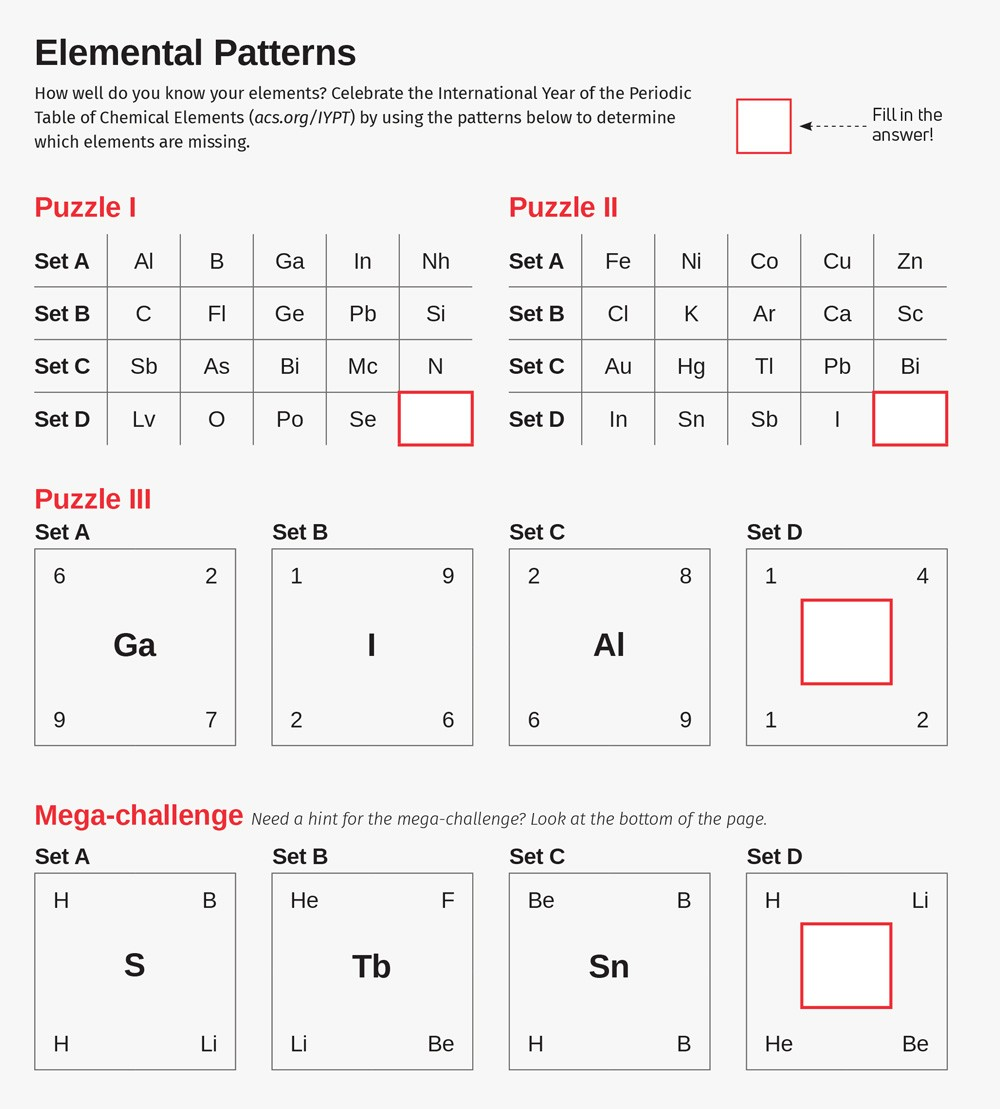 Elemental Patterns
How well do you know your elements? Celebrate the International Year of the Periodic
Table of Chemical Elements (acs.org/IYPT) by using the patterns below to determine
which elements are missing.
Fill in the
answer!
Puzzle I
Set A Al B Ga In Nh
Set B C Fl Ge Pb Si
Set C Sb As Bi Mc N
Set D Lv O Po Se
Puzzle II
Set A Fe Ni Co Cu Zn
Set B Cl K Ar Ca Sc
Set C Au Hg Tl Pb Bi
Set D In Sn Sb I
Puzzle III
Set A
6 2
Ga
9 7
Set B
1 9
I
2 6
Set C
2 8
Al
6 9
Set D
1 4
1 2
Mega-challenge Need a hint for the mega-challenge? Look at the bottom of the page.
Set A
H B
S
H Li
Set B
He F
Tb
Li Be
Set C
Be B
Sn
H B
Set D
H Li
He Be